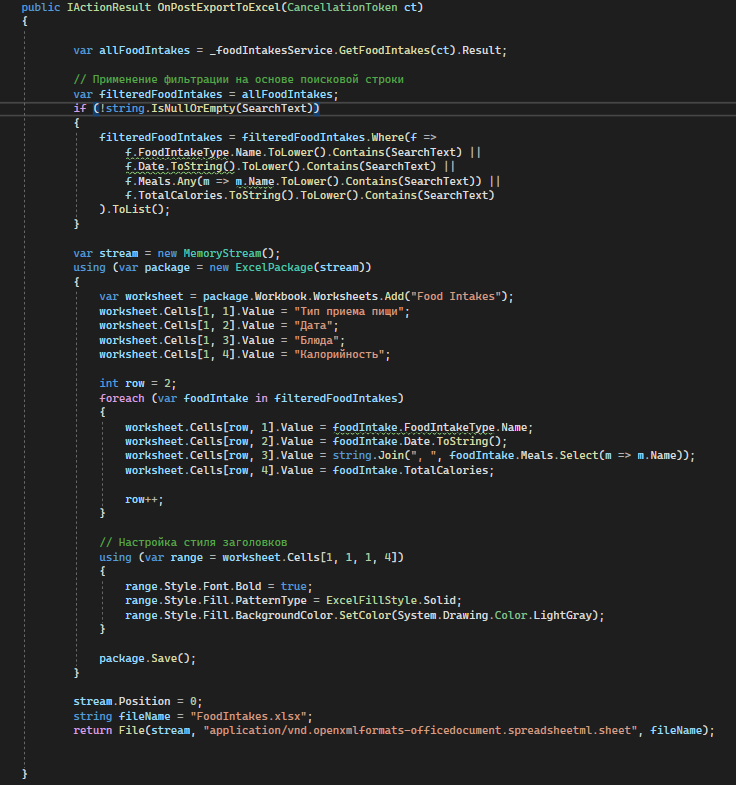 public IActionResult OnPostExportToExcel(CancellationToken ct)
{
var allFoodIntakes = _foodIntakesService.GetFoodIntakes(ct).Result;
// Применение фильтрации на основе поисковой строки
var filteredFoodIntakes = allFoodIntakes;
if (!string.IsNullOrEmpty(SearchText))
{
filteredFoodIntakes = filteredFoodIntakes.Where(f =>
f.FoodIntakeType.Name.ToLower().Contains(SearchText) ||
f.Date.ToString().ToLower().Contains(SearchText) ||
f.Meals.Any(m => m.Name.ToLower().Contains(SearchText)) ||
f.TotalCalories.ToString().ToLower().Contains(SearchText)
).ToList();
}
var stream = new MemoryStream();
using (var package = new ExcelPackage(stream))
{
var worksheet = package.Workbook.Worksheets.Add("Food Intakes");
worksheet.Cells[1, 1].Value = "Тип приема пищи";
worksheet.Cells[1, 2].Value = "Дата";
worksheet.Cells[1, 3].Value = "Блюда";
worksheet.Cells[1, 4].Value = "Калорийность";
int row = 2;
foreach (var foodIntake in filteredFoodIntakes)
{
worksheet.Cells[row, 1].Value = foodIntake.FoodIntakeType.Name;
worksheet.Cells[row, 2].Value = foodIntake.Date.ToString();
worksheet.Cells[row, 3].Value = string.Join(", ", foodIntake.Meals.Select(m => m.Name));
worksheet.Cells[row, 4].Value = foodIntake.TotalCalories;
row++;
}
// Настройка стиля заголовков
using (var range = worksheet.Cells[1, 1, 1, 4])
{
range.Style.Font.Bold = true;
range.Style.Fill.PatternType = ExcelFillStyle.Solid;
range.Style.Fill.BackgroundColor.SetColor(System.Drawing.Color.LightGray);
}
package.Save();
}
stream.Position = 0;
string fileName = "FoodIntakes.xlsx";
return File(stream, "application/vnd.openxmlformats-officedocument.spreadsheetml.sheet", fileName);
}